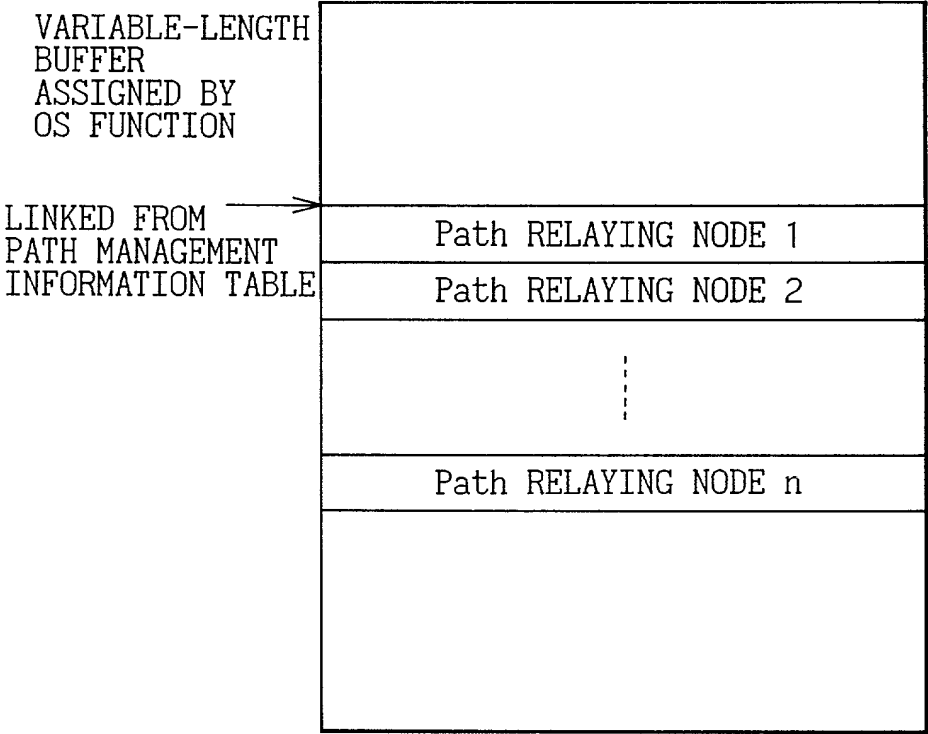 VARIABLE-LENGTH
BUFFER
ASSIGNED BY
OS FUNCTION
LINKED FROM
PATH MANAGEMENT
INFORMATION TABLE
Path RELAYING NODE 1
Path RELAYING NODE 2
Path RELAYING NODE n